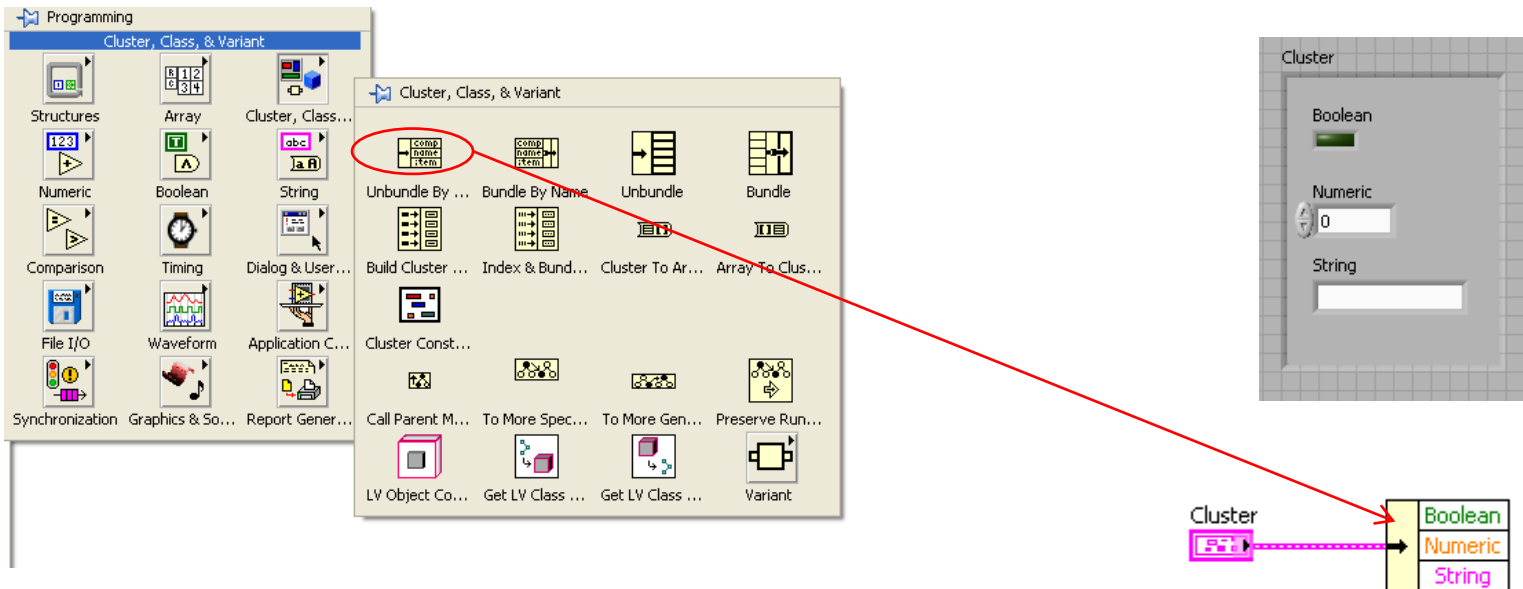 Programming
Cluster, Class, & Variant
Structures Array Cluster, Class...
Numeric Boolean String
Comparison Timing Dialog & User...
File I/O Waveform Application C...
Synchronization Graphics & So... Report Gener...
Cluster, Class, & Variant
Unbundle By ... Bundle By Name Unbundle Bundle
Build Cluster ... Index & Bund... Cluster To Ar... Array To Clus...
Cluster Const...
Call Parent M... To More Spec... To More Gen... Preserve Run...
LV Object Co... Get LV Class ... Get LV Class ... Variant
Cluster
Boolean
Numeric
0
String
Cluster
Boolean
Numeric
String